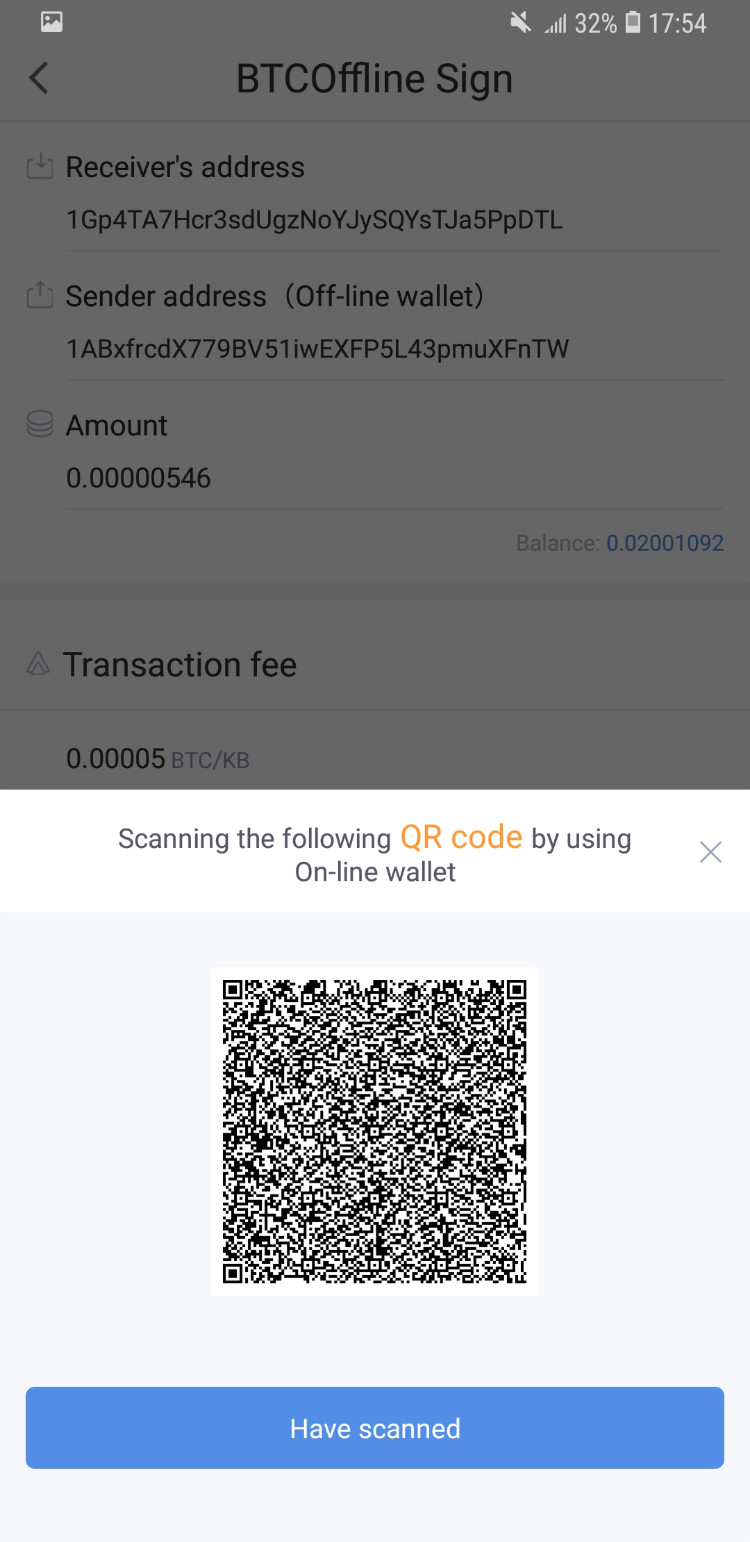 32% 17:54
BTCOffline Sign
Receiver's address
1Gp4TA7Hcr3sdUgzNoYJySQYsTJa5PpDTL
Sender address（Off-line wallet）
1ABxfrcdX779BV51iwEXFP5L43pmuXFnTW
Amount
0.00000546
Balance: 0.02001092
Transaction fee
0.00005 BTC/KB
Scanning the following QR code by using
On-line wallet
Have scanned